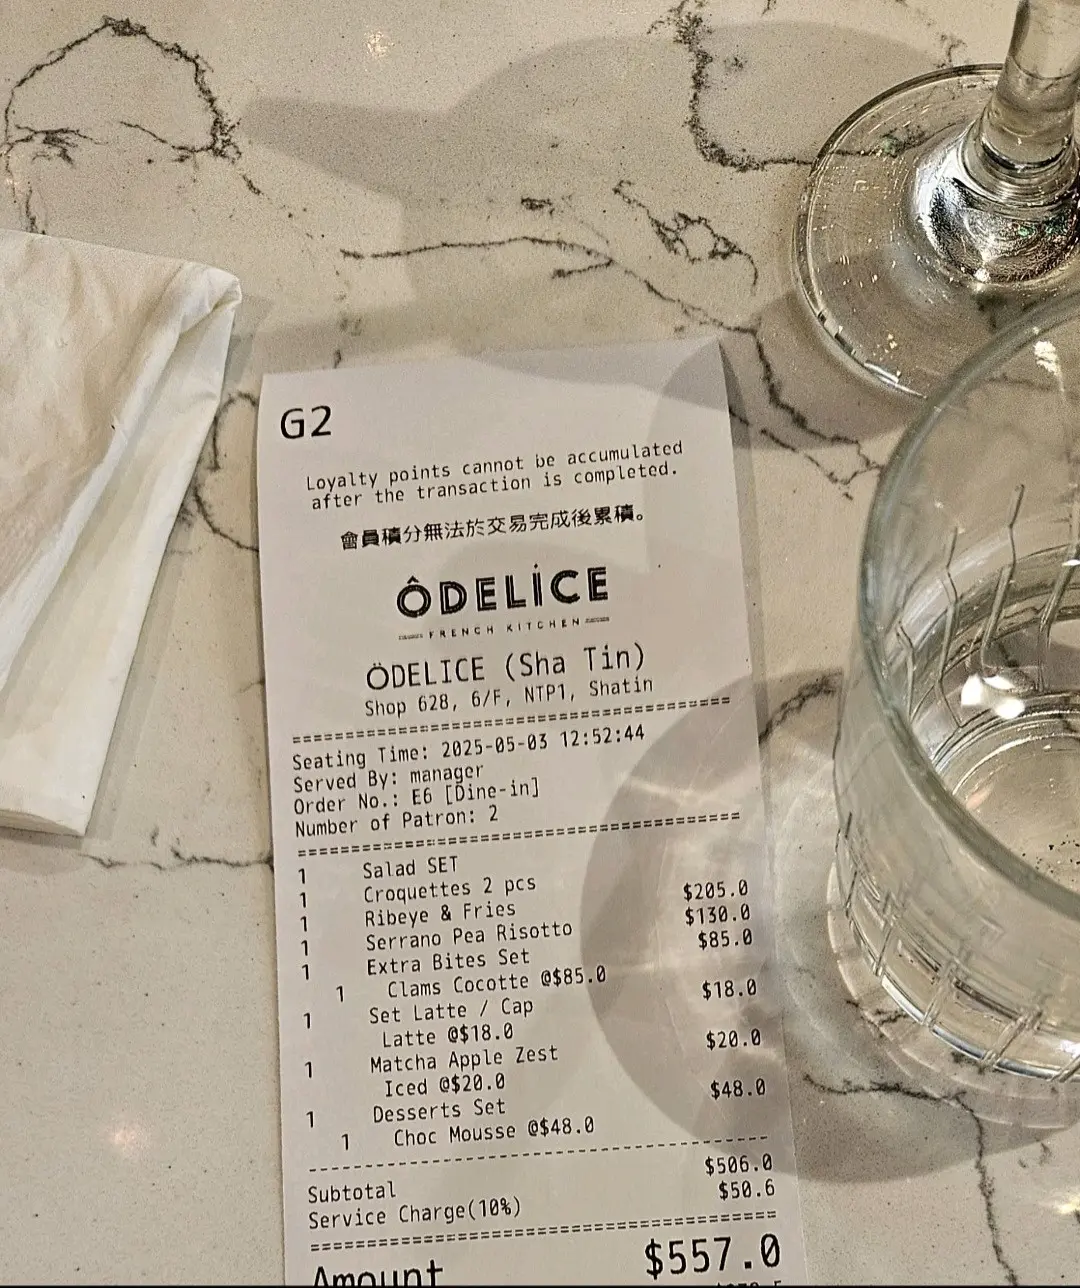 G2
Loyalty points cannot be accumulated
after the transaction is completed.
會員積分無法於交易完成後累積。
ÔDELİCE
FRENCH KITCHEN
ÖDELICE (Sha Tin)
Shop 628, 6/F, NTP1, Shatin
Seating Time: 2025-05-03 12:52:44
Served By: manager
Order No.: E6 [Dine-in]
Number of Patron: 2
1 Salad SET
1 Croquettes 2 pcs
1 Ribeye & Fries $205.0
1 Serrano Pea Risotto $130.0
1 Extra Bites Set $85.0
1 Clams Cocotte @$85.0
1 Set Latte / Cap $18.0
Latte @$18.0
1 Matcha Apple Zest $20.0
Iced @$20.0
1 Desserts Set $48.0
1 Choc Mousse @$48.0
Subtotal $506.0
Service Charge(10%) $50.6
Amount $557.0